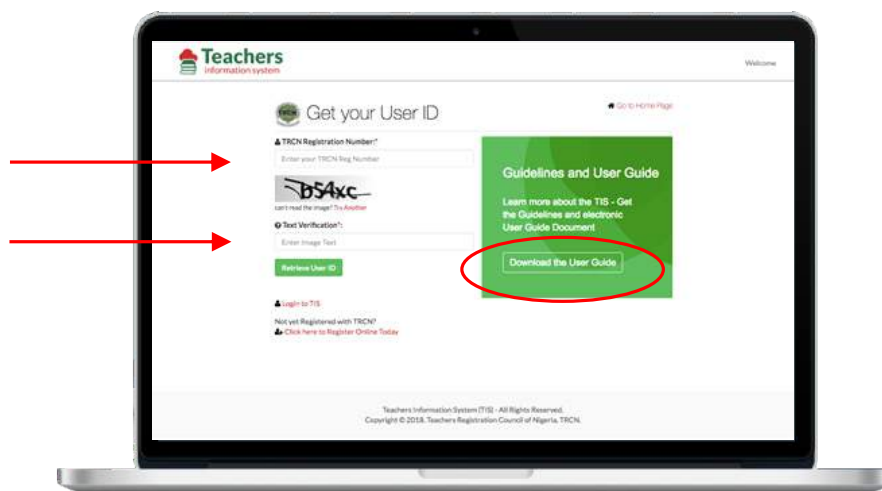 Teachers
information system
Welcome
TRCN
Get your User ID
Go to Home Page
TRCN Registration Number:*
Enter your TRCN Reg Number
b54xc
can't read the image? Try Another
Text Verification*:
Enter Image Text
Retrieve User ID
Login to TIS
Not yet Registered with TRCN?
Click here to Register Online Today
Guidelines and User Guide
Learn more about the TIS - Get
the Guidelines and electronic
User Guide Document
Download the User Guide
Teachers Information System (TIS) - All Rights Reserved.
Copyright © 2018. Teachers Registration Council of Nigeria, TRCN.